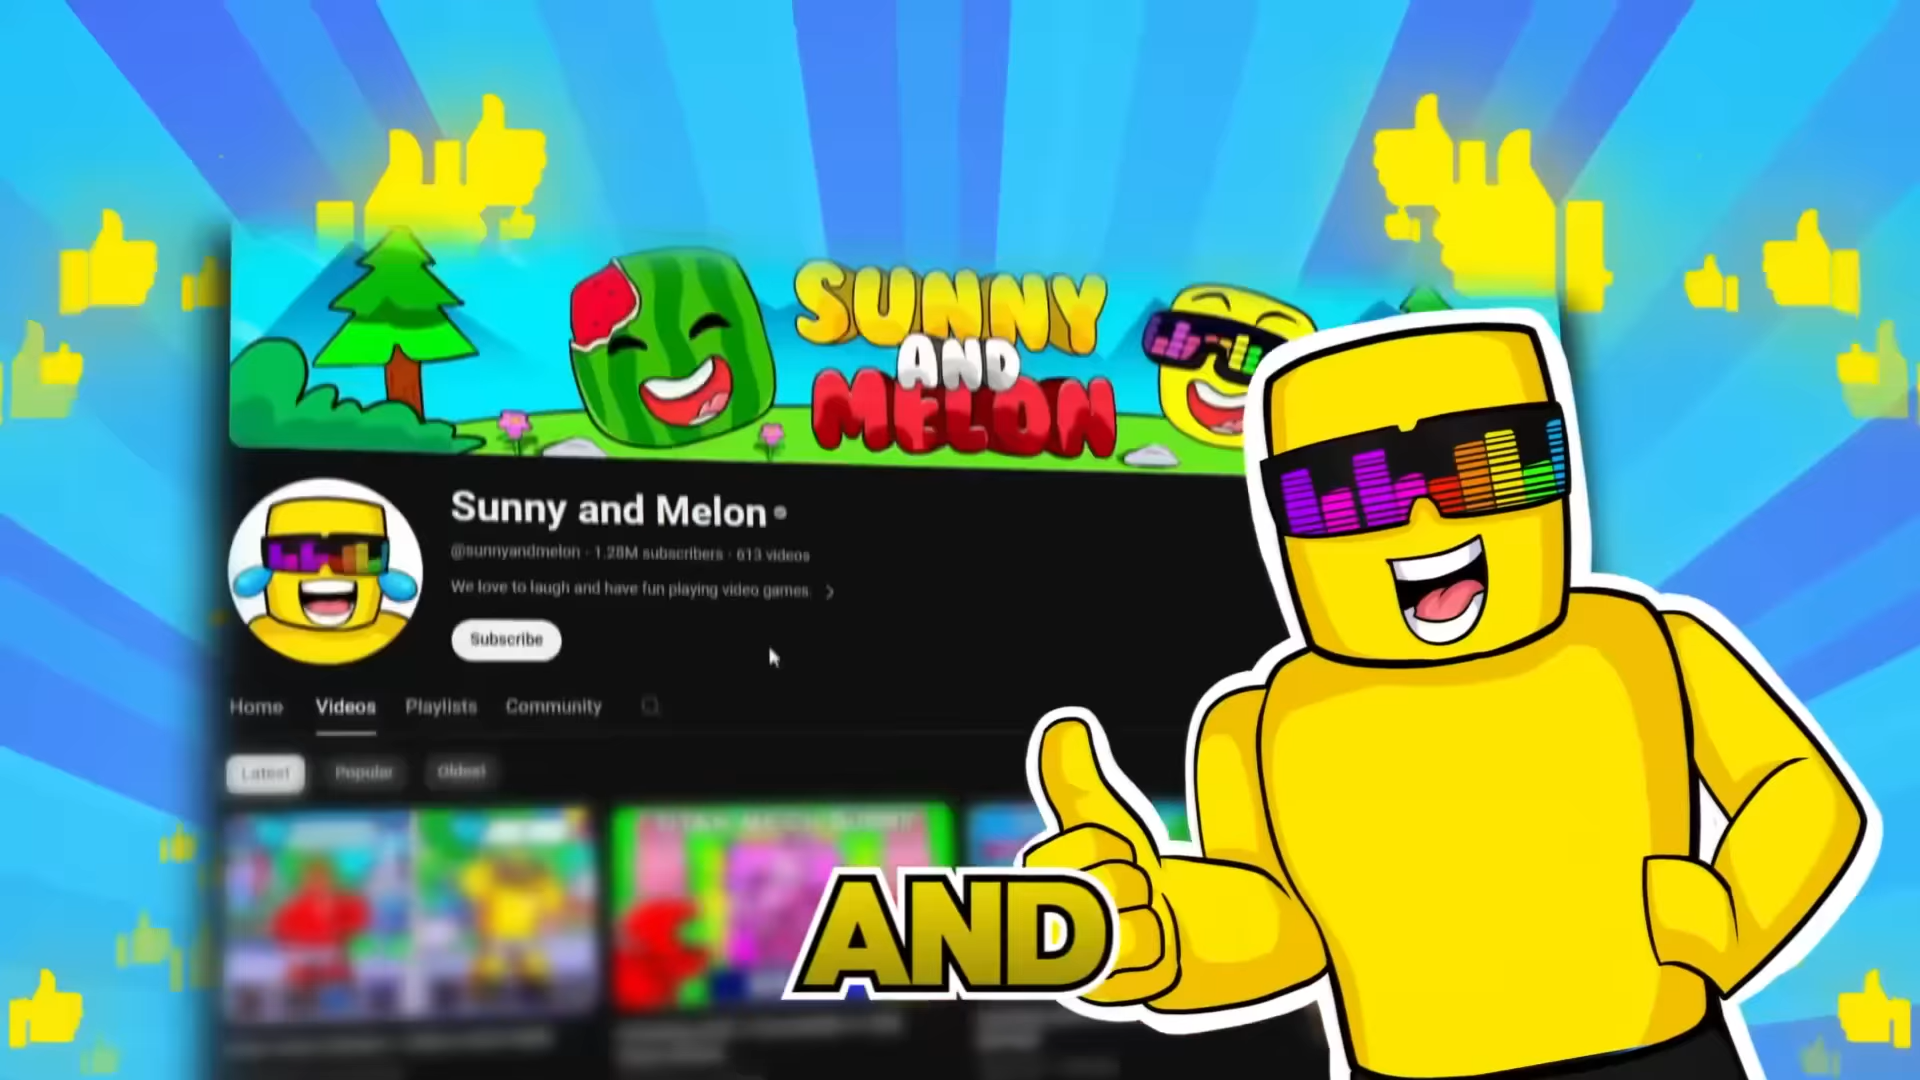 SUNNY
AND
MELON
Sunny and Melon
@sunnyandmelon · 1.28M subscribers · 613 videos
We love to laugh and have fun playing video games
Subscribe
Home Videos Playlists Community
Latest Popular Oldest
AND